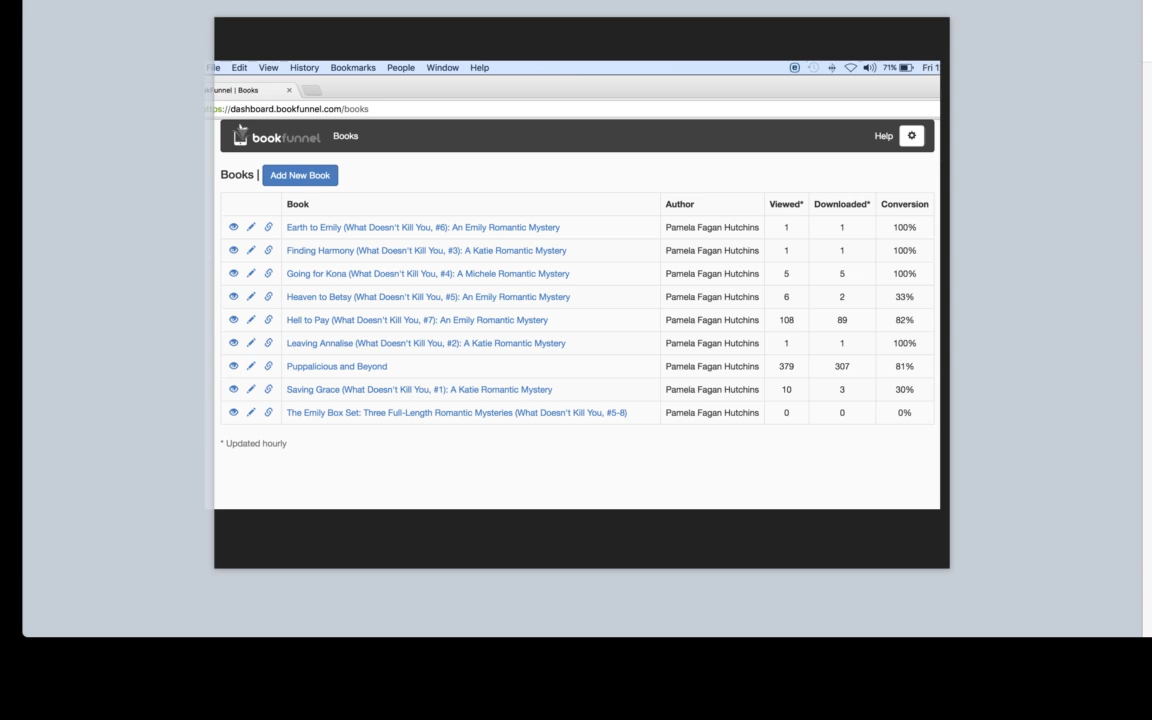 File Edit View History Bookmarks People Window Help 71% Fri
Funnel | Books ×
https://dashboard.bookfunnel.com/books
bookfunnel Books Help
Books | Add New Book
Book Author Viewed* Downloaded* Conversion
Earth to Emily (What Doesn't Kill You, #6): An Emily Romantic Mystery Pamela Fagan Hutchins 1 1 100%
Finding Harmony (What Doesn't Kill You, #3): A Katie Romantic Mystery Pamela Fagan Hutchins 1 1 100%
Going for Kona (What Doesn't Kill You, #4): A Michele Romantic Mystery Pamela Fagan Hutchins 5 5 100%
Heaven to Betsy (What Doesn't Kill You, #5): An Emily Romantic Mystery Pamela Fagan Hutchins 6 2 33%
Hell to Pay (What Doesn't Kill You, #7): An Emily Romantic Mystery Pamela Fagan Hutchins 108 89 82%
Leaving Annalise (What Doesn't Kill You, #2): A Katie Romantic Mystery Pamela Fagan Hutchins 1 1 100%
Puppalicious and Beyond Pamela Fagan Hutchins 379 307 81%
Saving Grace (What Doesn't Kill You, #1): A Katie Romantic Mystery Pamela Fagan Hutchins 10 3 30%
The Emily Box Set: Three Full-Length Romantic Mysteries (What Doesn't Kill You, #5-8) Pamela Fagan Hutchins 0 0 0%
* Updated hourly